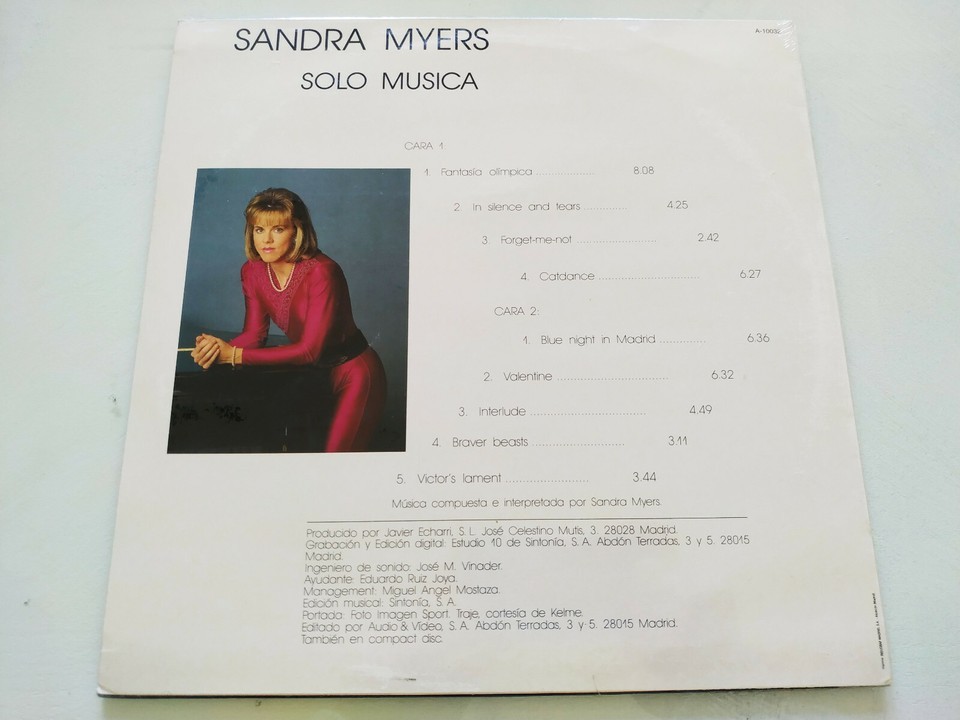 SANDRA MYERS
A-10032
SOLO MUSICA
CARA 1:
1. Fantasía olímpica .................. 8.08
2. In silence and tears ............. 4.25
3. Forget-me-not ........................ 2.42
4. Catdance .............................. 6.27
CARA 2:
1. Blue night in Madrid .............. 6.36
2. Valentine ................................. 6.32
3. Interlude .................................. 4.49
4. Braver beasts ........................... 3.11
5. Victor's lament ......................... 3.44
Música compuesta e interpretada por Sandra Myers.
Producido por Javier Echarri, S. L. José Celestino Mutis, 3. 28028 Madrid.
Grabación y Edición digital: Estudio 10 de Sintonía, S. A. Abdón Terradas, 3 y 5. 28015
Madrid.
Ingeniero de sonido: José M. Vinader.
Ayudante: Eduardo Ruiz Joya.
Management: Miguel Angel Mostaza.
Edición musical: Sintonía, S. A.
Portada: Foto Imagen Sport. Traje, cortesía de Kelme.
Editado por Audio & Vídeo, S. A. Abdón Terradas, 3 y 5. 28015 Madrid.
También en compact disc.